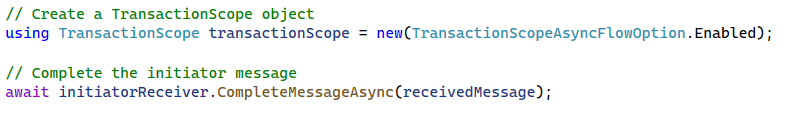 // Create a TransactionScope object
using TransactionScope transactionScope = new(TransactionScopeAsyncFlowOption.Enabled);
// Complete the initiator message
await initiatorReceiver.CompleteMessageAsync(receivedMessage);